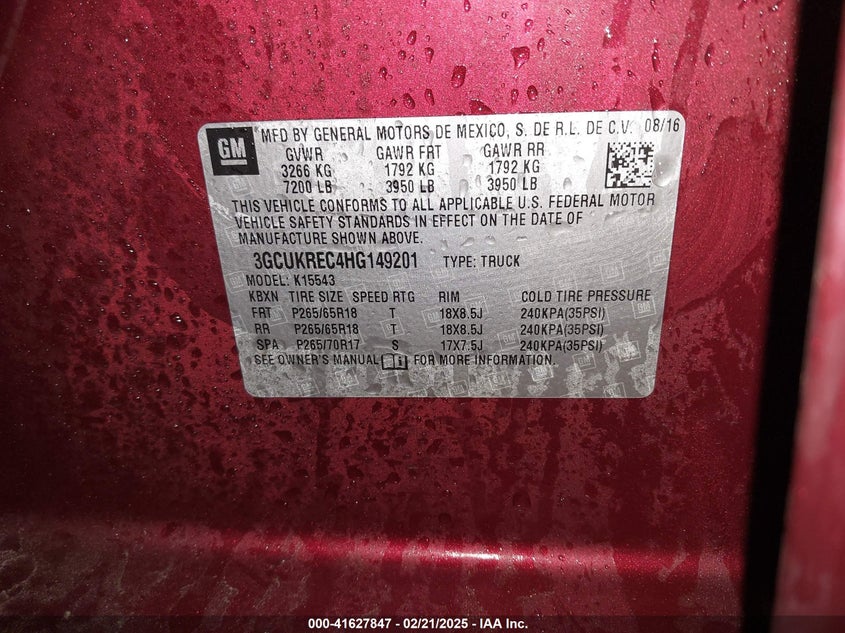 GM
MFD BY GENERAL MOTORS DE MEXICO, S. DE R.L. DE C.V. 08/16
GVWR GAWR FRT GAWR RR
3266 KG 1792 KG 1792 KG
7200 LB 3950 LB 3950 LB
THIS VEHICLE CONFORMS TO ALL APPLICABLE U.S. FEDERAL MOTOR
VEHICLE SAFETY STANDARDS IN EFFECT ON THE DATE OF
MANUFACTURE SHOWN ABOVE.
3GCUKREC4HG149201 TYPE: TRUCK
MODEL: K15543
KBXN TIRE SIZE SPEED RTG RIM COLD TIRE PRESSURE
FRT P265/65R18 T 18X8.5J 240KPA(35PSI)
RR P265/65R18 T 18X8.5J 240KPA(35PSI)
SPA P265/70R17 S 17X7.5J 240KPA(35PSI)
SEE OWNER'S MANUAL FOR MORE INFORMATION.
000-41627847 - 02/21/2025 - IAA Inc.